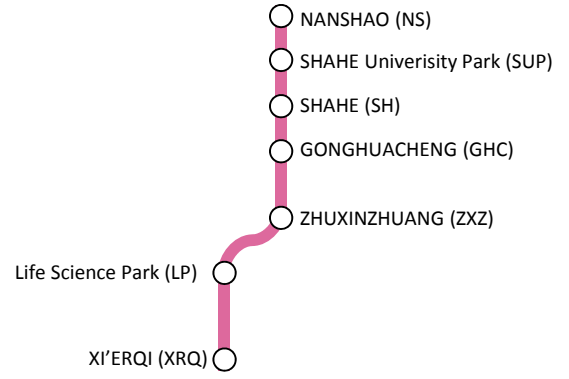 NANSHAO (NS)
SHAHE Univerisity Park (SUP)
SHAHE (SH)
GONGHUACHENG (GHC)
ZHUXINZHUANG (ZXZ)
Life Science Park (LP)
XI’ERQI (XRQ)